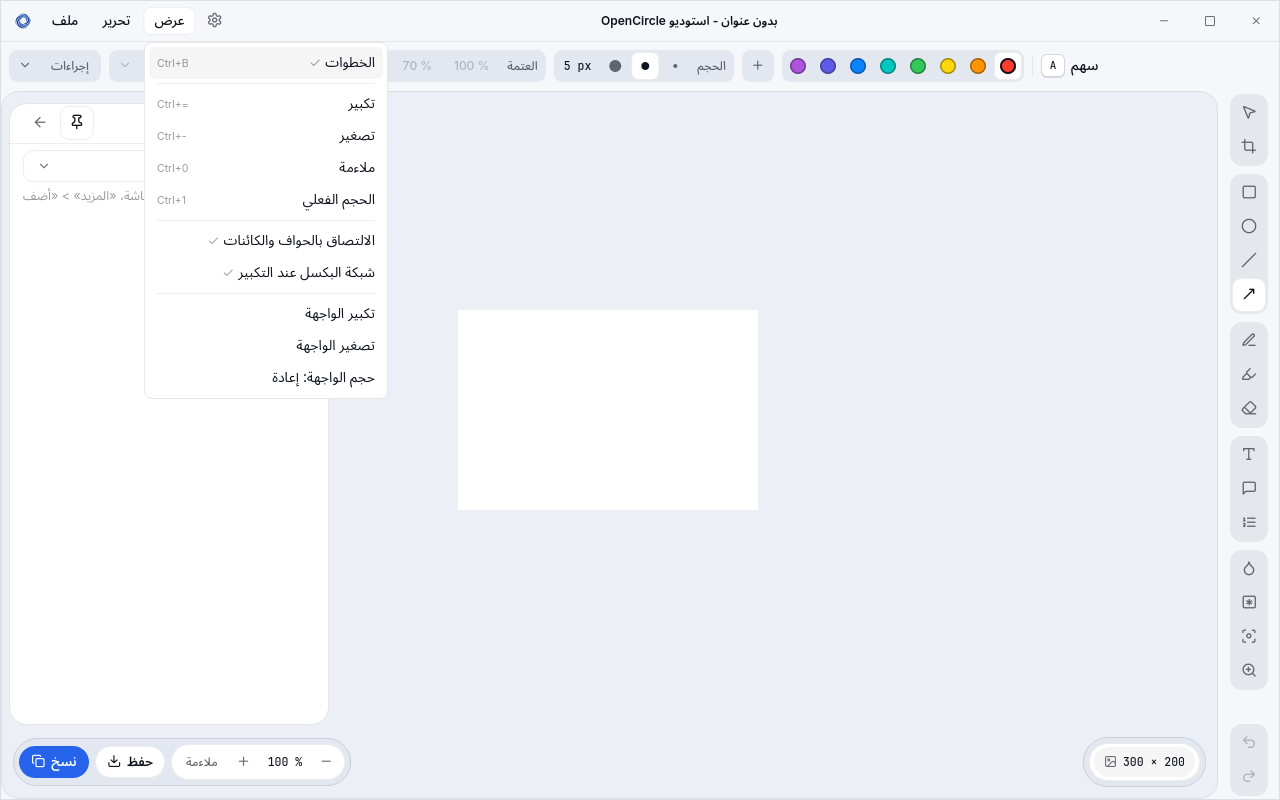 ملف
تحرير
عرض
بدون عنوان - استوديو OpenCircle
سهم
A
الحجم
5 px
العتمة
100 %
70 %
إجراءات
الخطوات
Ctrl+B
تكبير
Ctrl+=
تصغير
Ctrl+-
ملاءمة
Ctrl+0
الحجم الفعلي
Ctrl+1
الالتصاق بالحواف والكائنات
شبكة البكسل عند التكبير
تكبير الواجهة
تصغير الواجهة
حجم الواجهة: إعادة
«المزيد» > «أضف
T
نسخ
حفظ
ملاءمة
100 %
300 × 200